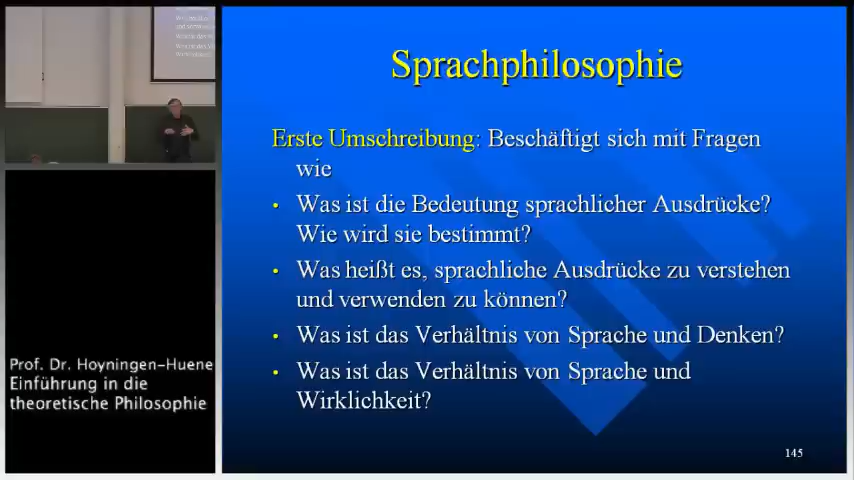 Sprachphilosophie
Erste Umschreibung: Beschäftigt sich mit Fragen
wie
• Was ist die Bedeutung sprachlicher Ausdrücke?
Wie wird sie bestimmt?
• Was heißt es, sprachliche Ausdrücke zu verstehen
und verwenden zu können?
• Was ist das Verhältnis von Sprache und Denken?
• Was ist das Verhältnis von Sprache und
Wirklichkeit?
145
Prof. Dr. Hoyningen-Huene
Einführung in die
theoretische Philosophie